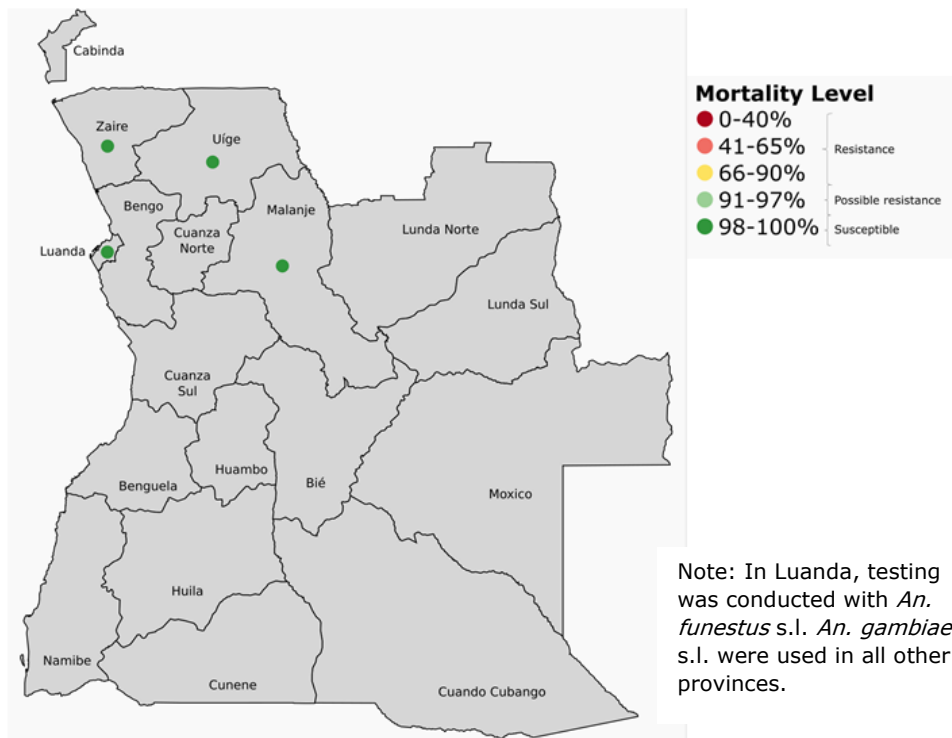 Cabinda
Zaire
Uíge
Bengo
Malanje
Cuanza
Norte
Lunda Norte
Luanda
Lunda Sul
Cuanza
Sul
Huambo
Benguela
Bié
Moxico
Huila
Namibe
Cunene
Cuando Cubango
Mortality Level
0-40%
41-65%
Resistance
66-90%
91-97%
Possible resistance
98-100%
Susceptible
Note: In Luanda, testing
was conducted with An.
funestus s.l. An. gambiae
s.l. were used in all other
provinces.